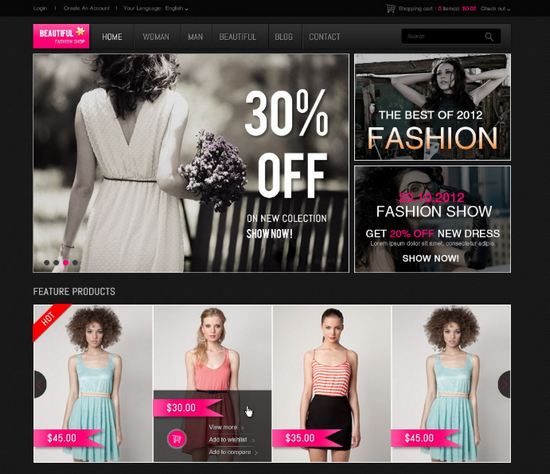 Login | Create An Account | Your Language English
Shopping cart : 0 item(s) $0.00 Check out
BEAUTIFUL
FASHION SHOP
HOME WOMAN MAN BEAUTIFUL BLOG CONTACT
Search
30%
OFF
ON NEW COLECTION
SHOW NOW!
THE BEST OF 2012
FASHION
20.10.2012
FASHION SHOW
GET 20% OFF NEW DRESS
Lorem ipsum dolor sit amet, consectetur adipis.
SHOW NOW!
FEATURE PRODUCTS
HOT
$45.00
$30.00
View more
Add to wishlist
Add to compare
$35.00
$45.00